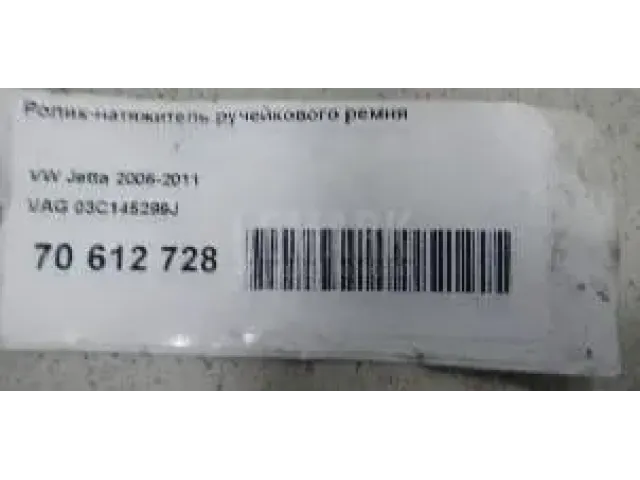 Ролик-натяжитель ручейкового ремня
VW Jetta 2006-2011
VAG 03C145299J
70 612 728